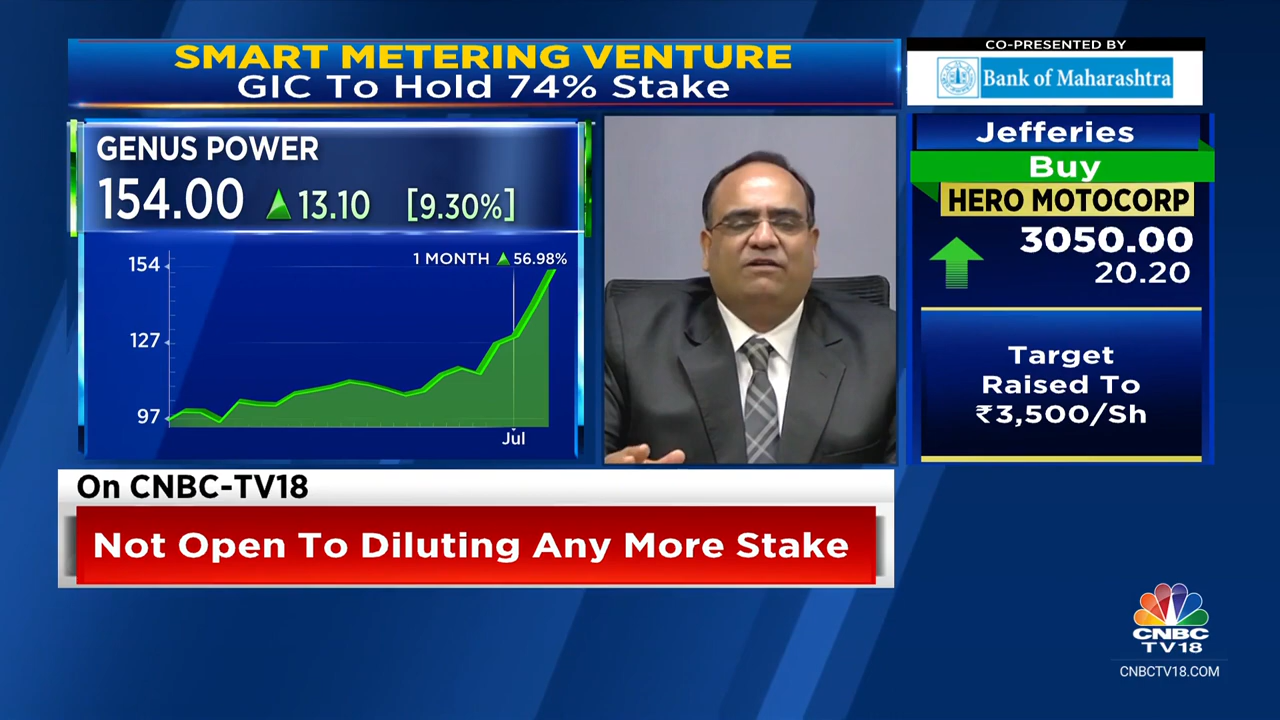 SMART METERING VENTURE
GIC To Hold 74% Stake
CO-PRESENTED BY
Bank of Maharashtra
GENUS POWER
154.00 ▲ 13.10 [9.30%]
1 MONTH ▲ 56.98%
154
127
97
Jul
Jefferies
Buy
HERO MOTOCORP
3050.00
20.20
Target
Raised To
₹3,500/Sh
On CNBC-TV18
Not Open To Diluting Any More Stake
CNBC
TV18
CNBCTV18.COM